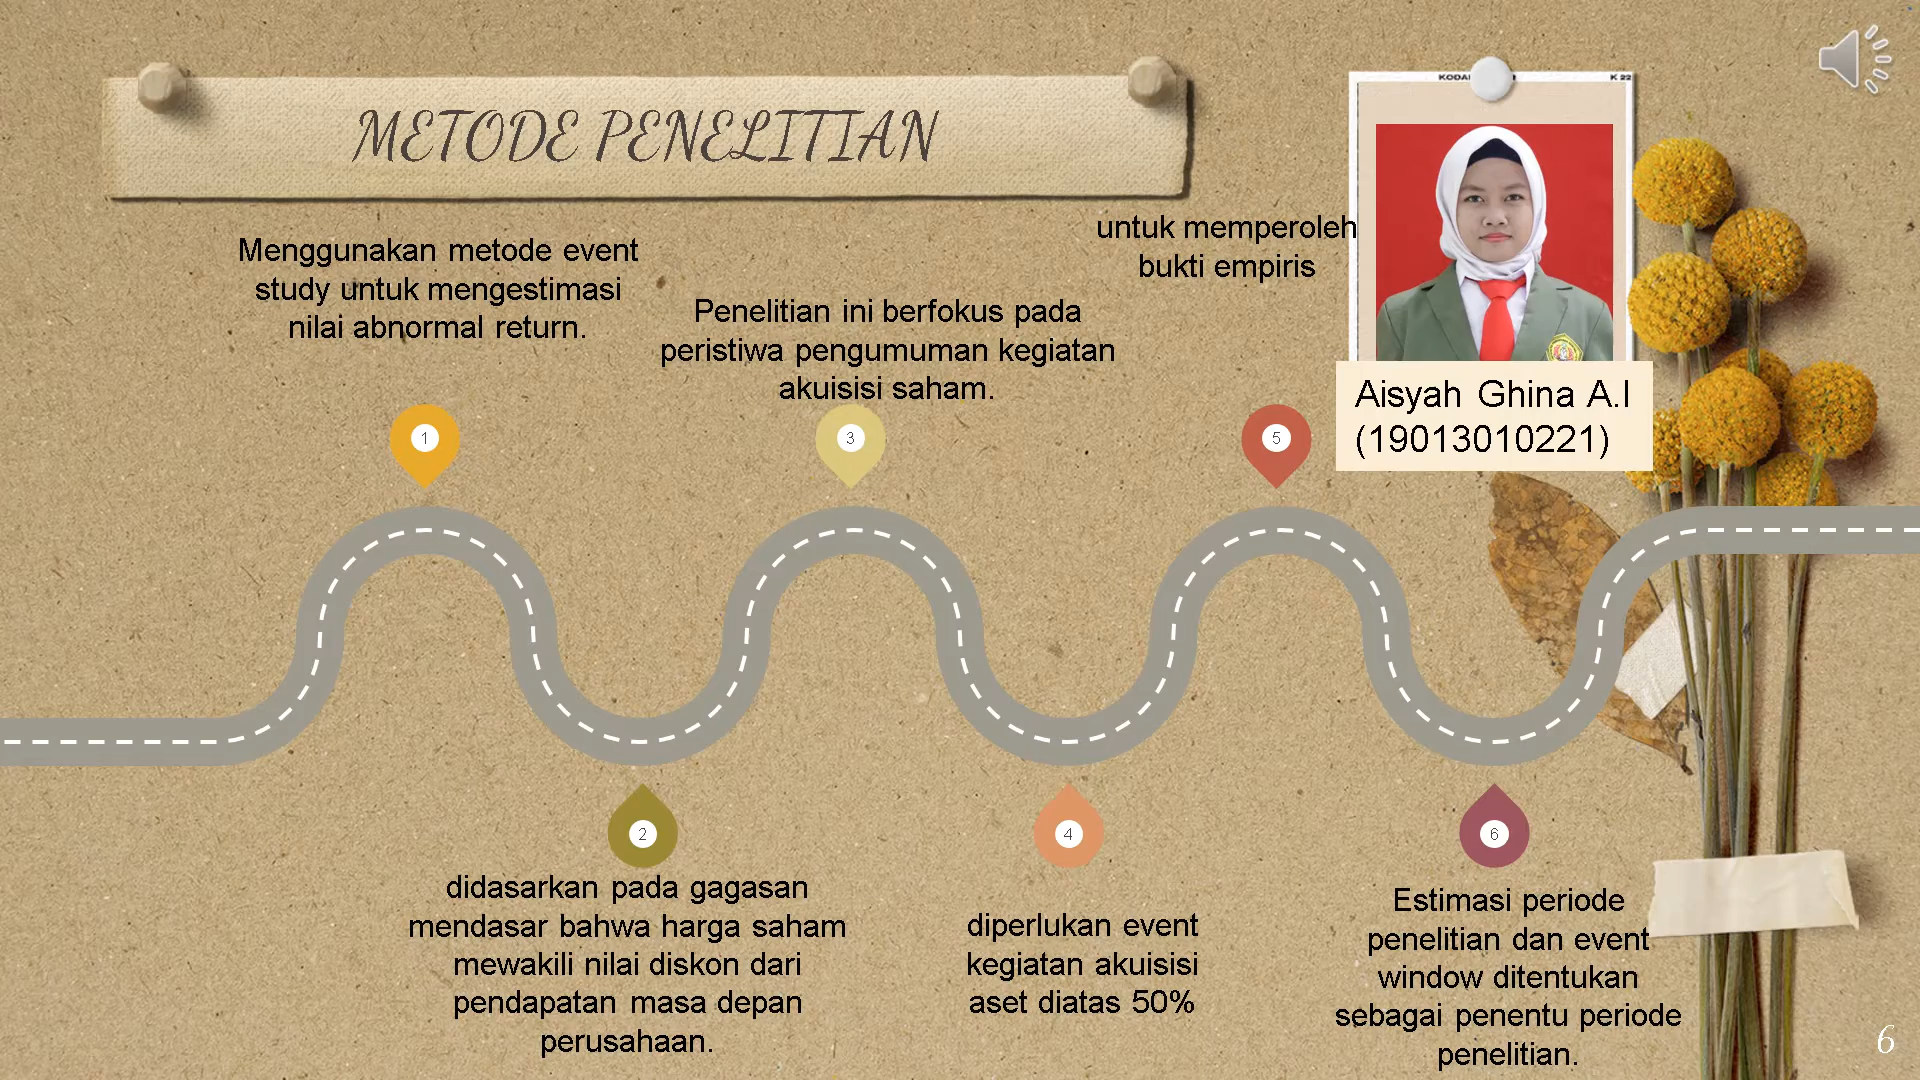 METODE PENELITIAN
KODA
K 22
Menggunakan metode event
study untuk mengestimasi
nilai abnormal return.
1
didasarkan pada gagasan
mendasar bahwa harga saham
mewakili nilai diskon dari
pendapatan masa depan
perusahaan.
2
Penelitian ini berfokus pada
peristiwa pengumuman kegiatan
akuisisi saham.
3
diperlukan event
kegiatan akuisisi
aset diatas 50%
4
untuk memperoleh
bukti empiris
5
Estimasi periode
penelitian dan event
window ditentukan
sebagai penentu periode
penelitian.
6
Aisyah Ghina A.I
(19013010221)
6